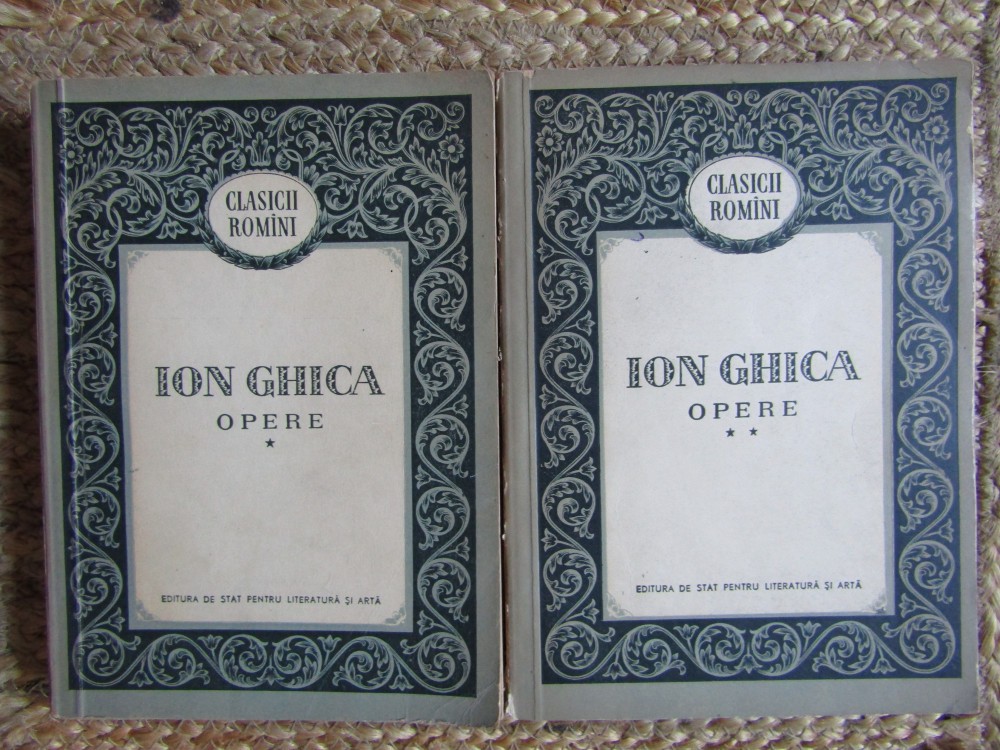 CLASICII
ROMÎNI
ION GHICA
OPERE
★
EDITURA DE STAT PENTRU LITERATURĂ ȘI ARTĂ
CLASICII
ROMÎNI
ION GHICA
OPERE
★ ★
EDITURA DE STAT PENTRU LITERATURĂ ȘI ARTĂ